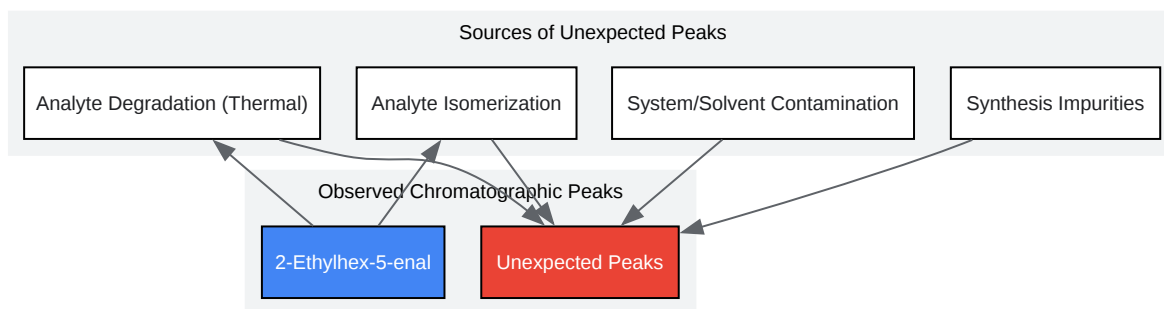 Sources of Unexpected Peaks
Analyte Degradation (Thermal)
Analyte Isomerization
System/Solvent Contamination
Synthesis Impurities
Observed Chromatographic Peaks
2-Ethylhex-5-enal
Unexpected Peaks